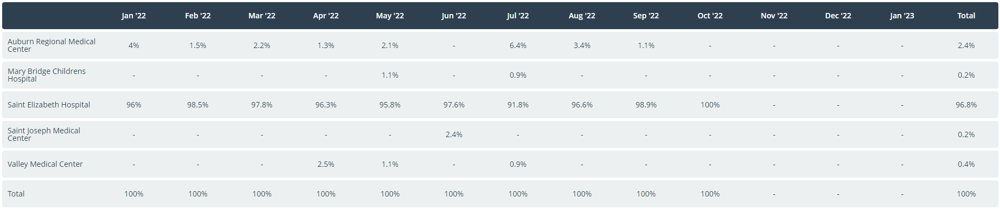 Jan '22 Feb '22 Mar '22 Apr '22 May '22 Jun '22 Jul '22 Aug '22 Sep '22 Oct '22 Nov '22 Dec '22 Jan '23 Total
Auburn Regional Medical
Center 4% 1.5% 2.2% 1.3% 2.1% - 6.4% 3.4% 1.1% - - - - 2.4%
Mary Bridge Childrens
Hospital - - - - 1.1% - 0.9% - - - - - - 0.2%
Saint Elizabeth Hospital 96% 98.5% 97.8% 96.3% 95.8% 97.6% 91.8% 96.6% 98.9% 100% - - - 96.8%
Saint Joseph Medical
Center - - - - - 2.4% - - - - - - - 0.2%
Valley Medical Center - - - 2.5% 1.1% - 0.9% - - - - - - 0.4%
Total 100% 100% 100% 100% 100% 100% 100% 100% 100% 100% - - - 100%